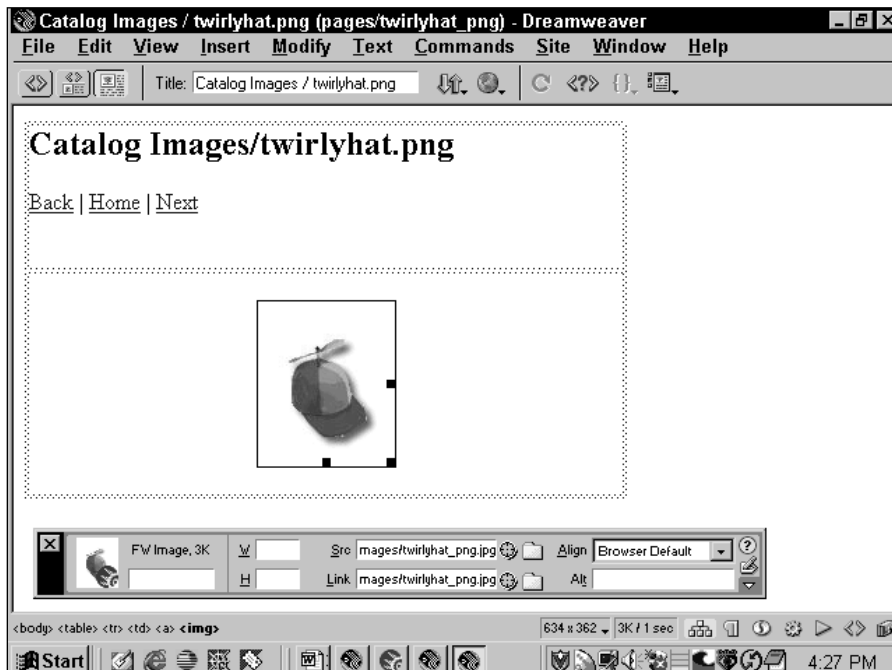 Catalog Images / twirlyhat.png (pages/twirlyhat_png) - Dreamweaver
File Edit View Insert Modify Text Commands Site Window Help
Title: Catalog Images / twirlyhat.png
Catalog Images/twirlyhat.png
Back | Home | Next
FW Image, 3K W Src mages/twirlyhat_png.jpg Align Browser Default
H Link mages/twirlyhat_png.jpg Alt
<body> <table> <tr> <td> <a> <img> 634 x 362 3K / 1 sec
Start 4:27 PM